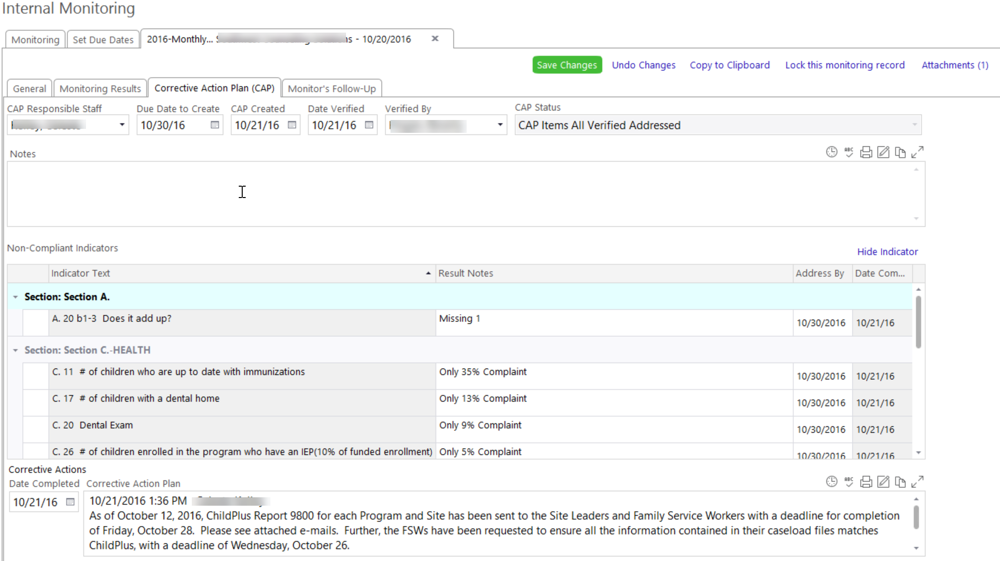 Internal Monitoring
Monitoring Set Due Dates 2016-Monthly... - 10/20/2016
Save Changes Undo Changes Copy to Clipboard Lock this monitoring record Attachments (1)
General Monitoring Results Corrective Action Plan (CAP) Monitor's Follow-Up
CAP Responsible Staff Due Date to Create CAP Created Date Verified Verified By CAP Status
10/30/16 10/21/16 10/21/16 CAP Items All Verified Addressed
Notes
Non-Compliant Indicators
Hide Indicator
Indicator Text Result Notes Address By Date Com...
Section: Section A.
A. 20 b1-3 Does it add up? Missing 1 10/30/2016 10/21/16
Section: Section C.-HEALTH
C. 11 # of children who are up to date with immunizations Only 35% Complaint 10/30/2016 10/21/16
C. 17 # of children with a dental home Only 13% Complaint 10/30/2016 10/21/16
C. 20 Dental Exam Only 9% Complaint 10/30/2016 10/21/16
C. 26 # of children enrolled in the program who have an IEP(10% of funded enrollment) Only 5% Complaint 10/30/2016 10/21/16
Corrective Actions
Date Completed Corrective Action Plan
10/21/16 10/21/2016 1:36 PM
As of October 12, 2016, ChildPlus Report 9800 for each Program and Site has been sent to the Site Leaders and Family Service Workers with a deadline for completion
of Friday, October 28. Please see attached e-mails. Further, the FSWs have been requested to ensure all the information contained in their caseload files matches
ChildPlus, with a deadline of Wednesday, October 26.